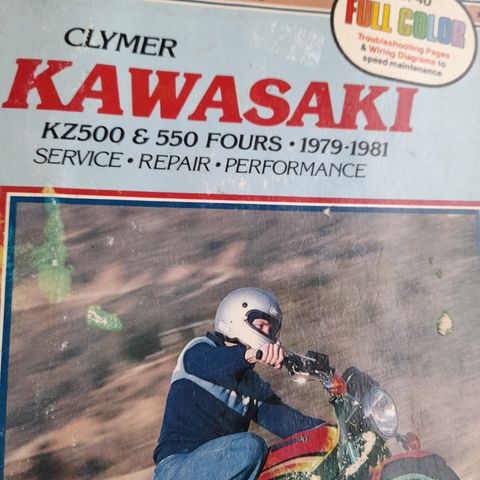 FULL COLOR
Troubleshooting Pages
& Wiring Diagrams to
speed maintenance
CLYMER
KAWASAKI
KZ500 & 550 FOURS • 1979-1981
SERVICE • REPAIR • PERFORMANCE